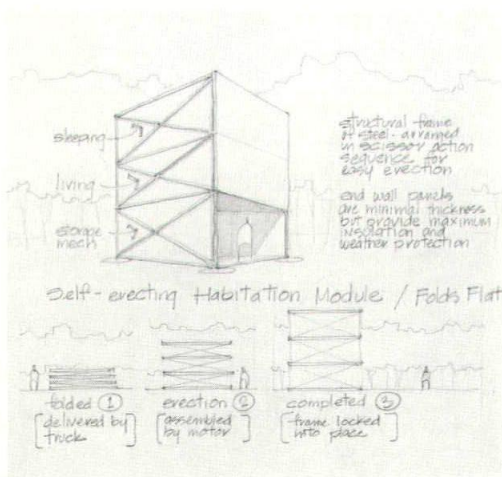 sleeping
living
storage
mech
structural frame
of steel - arranged
in scissor action
sequence for
easy erection
end wall panels
are minimal thickness
but provide maximum
insulation and
weather protection
Self-erecting Habitation Module / Folds Flat
folded 1
[delivered by
truck]
erection 2
[assembled
by motor]
completed 3
[frame locked
into place]